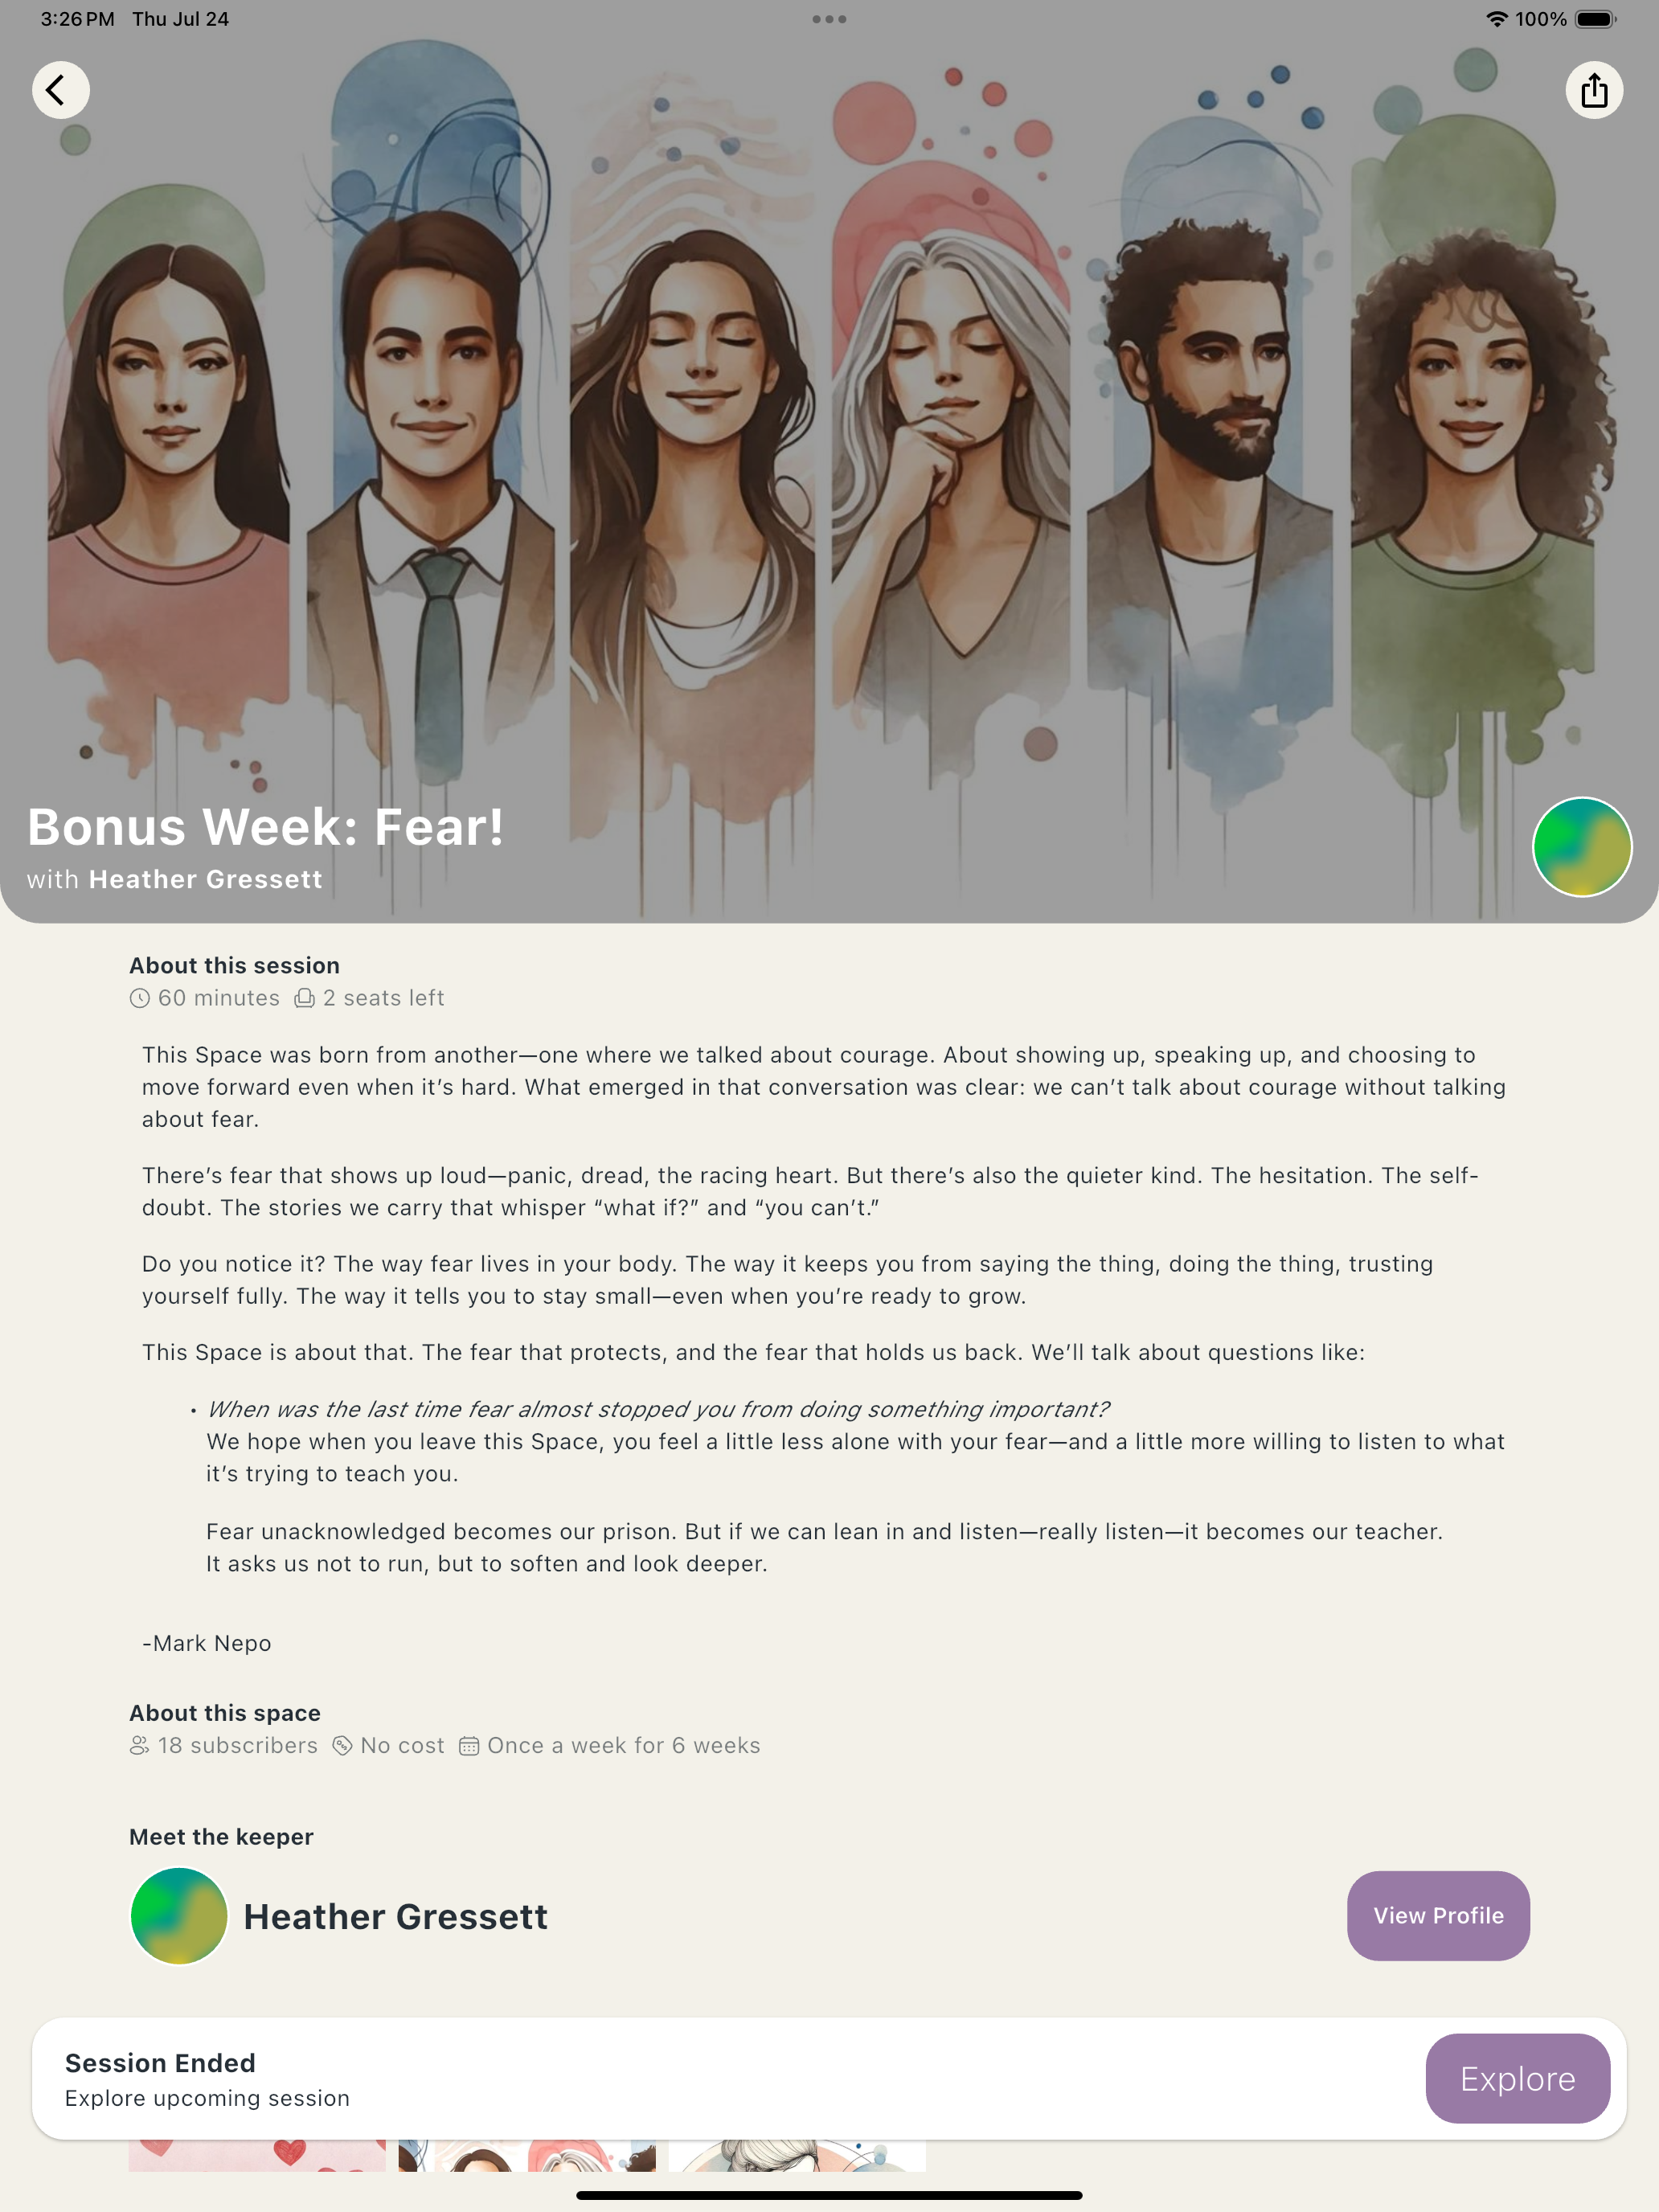 3:26 PM Thu Jul 24
100%
Bonus Week: Fear!
with Heather Gressett
About this session
60 minutes 2 seats left
This Space was born from another—one where we talked about courage. About showing up, speaking up, and choosing to
move forward even when it’s hard. What emerged in that conversation was clear: we can’t talk about courage without talking
about fear.
There’s fear that shows up loud—panic, dread, the racing heart. But there’s also the quieter kind. The hesitation. The self-
doubt. The stories we carry that whisper “what if?” and “you can’t.”
Do you notice it? The way fear lives in your body. The way it keeps you from saying the thing, doing the thing, trusting
yourself fully. The way it tells you to stay small—even when you’re ready to grow.
This Space is about that. The fear that protects, and the fear that holds us back. We’ll talk about questions like:
• When was the last time fear almost stopped you from doing something important?
We hope when you leave this Space, you feel a little less alone with your fear—and a little more willing to listen to what
it’s trying to teach you.
Fear unacknowledged becomes our prison. But if we can lean in and listen—really listen—it becomes our teacher.
It asks us not to run, but to soften and look deeper.
-Mark Nepo
About this space
18 subscribers No cost Once a week for 6 weeks
Meet the keeper
Heather Gressett
View Profile
Session Ended
Explore upcoming session
Explore